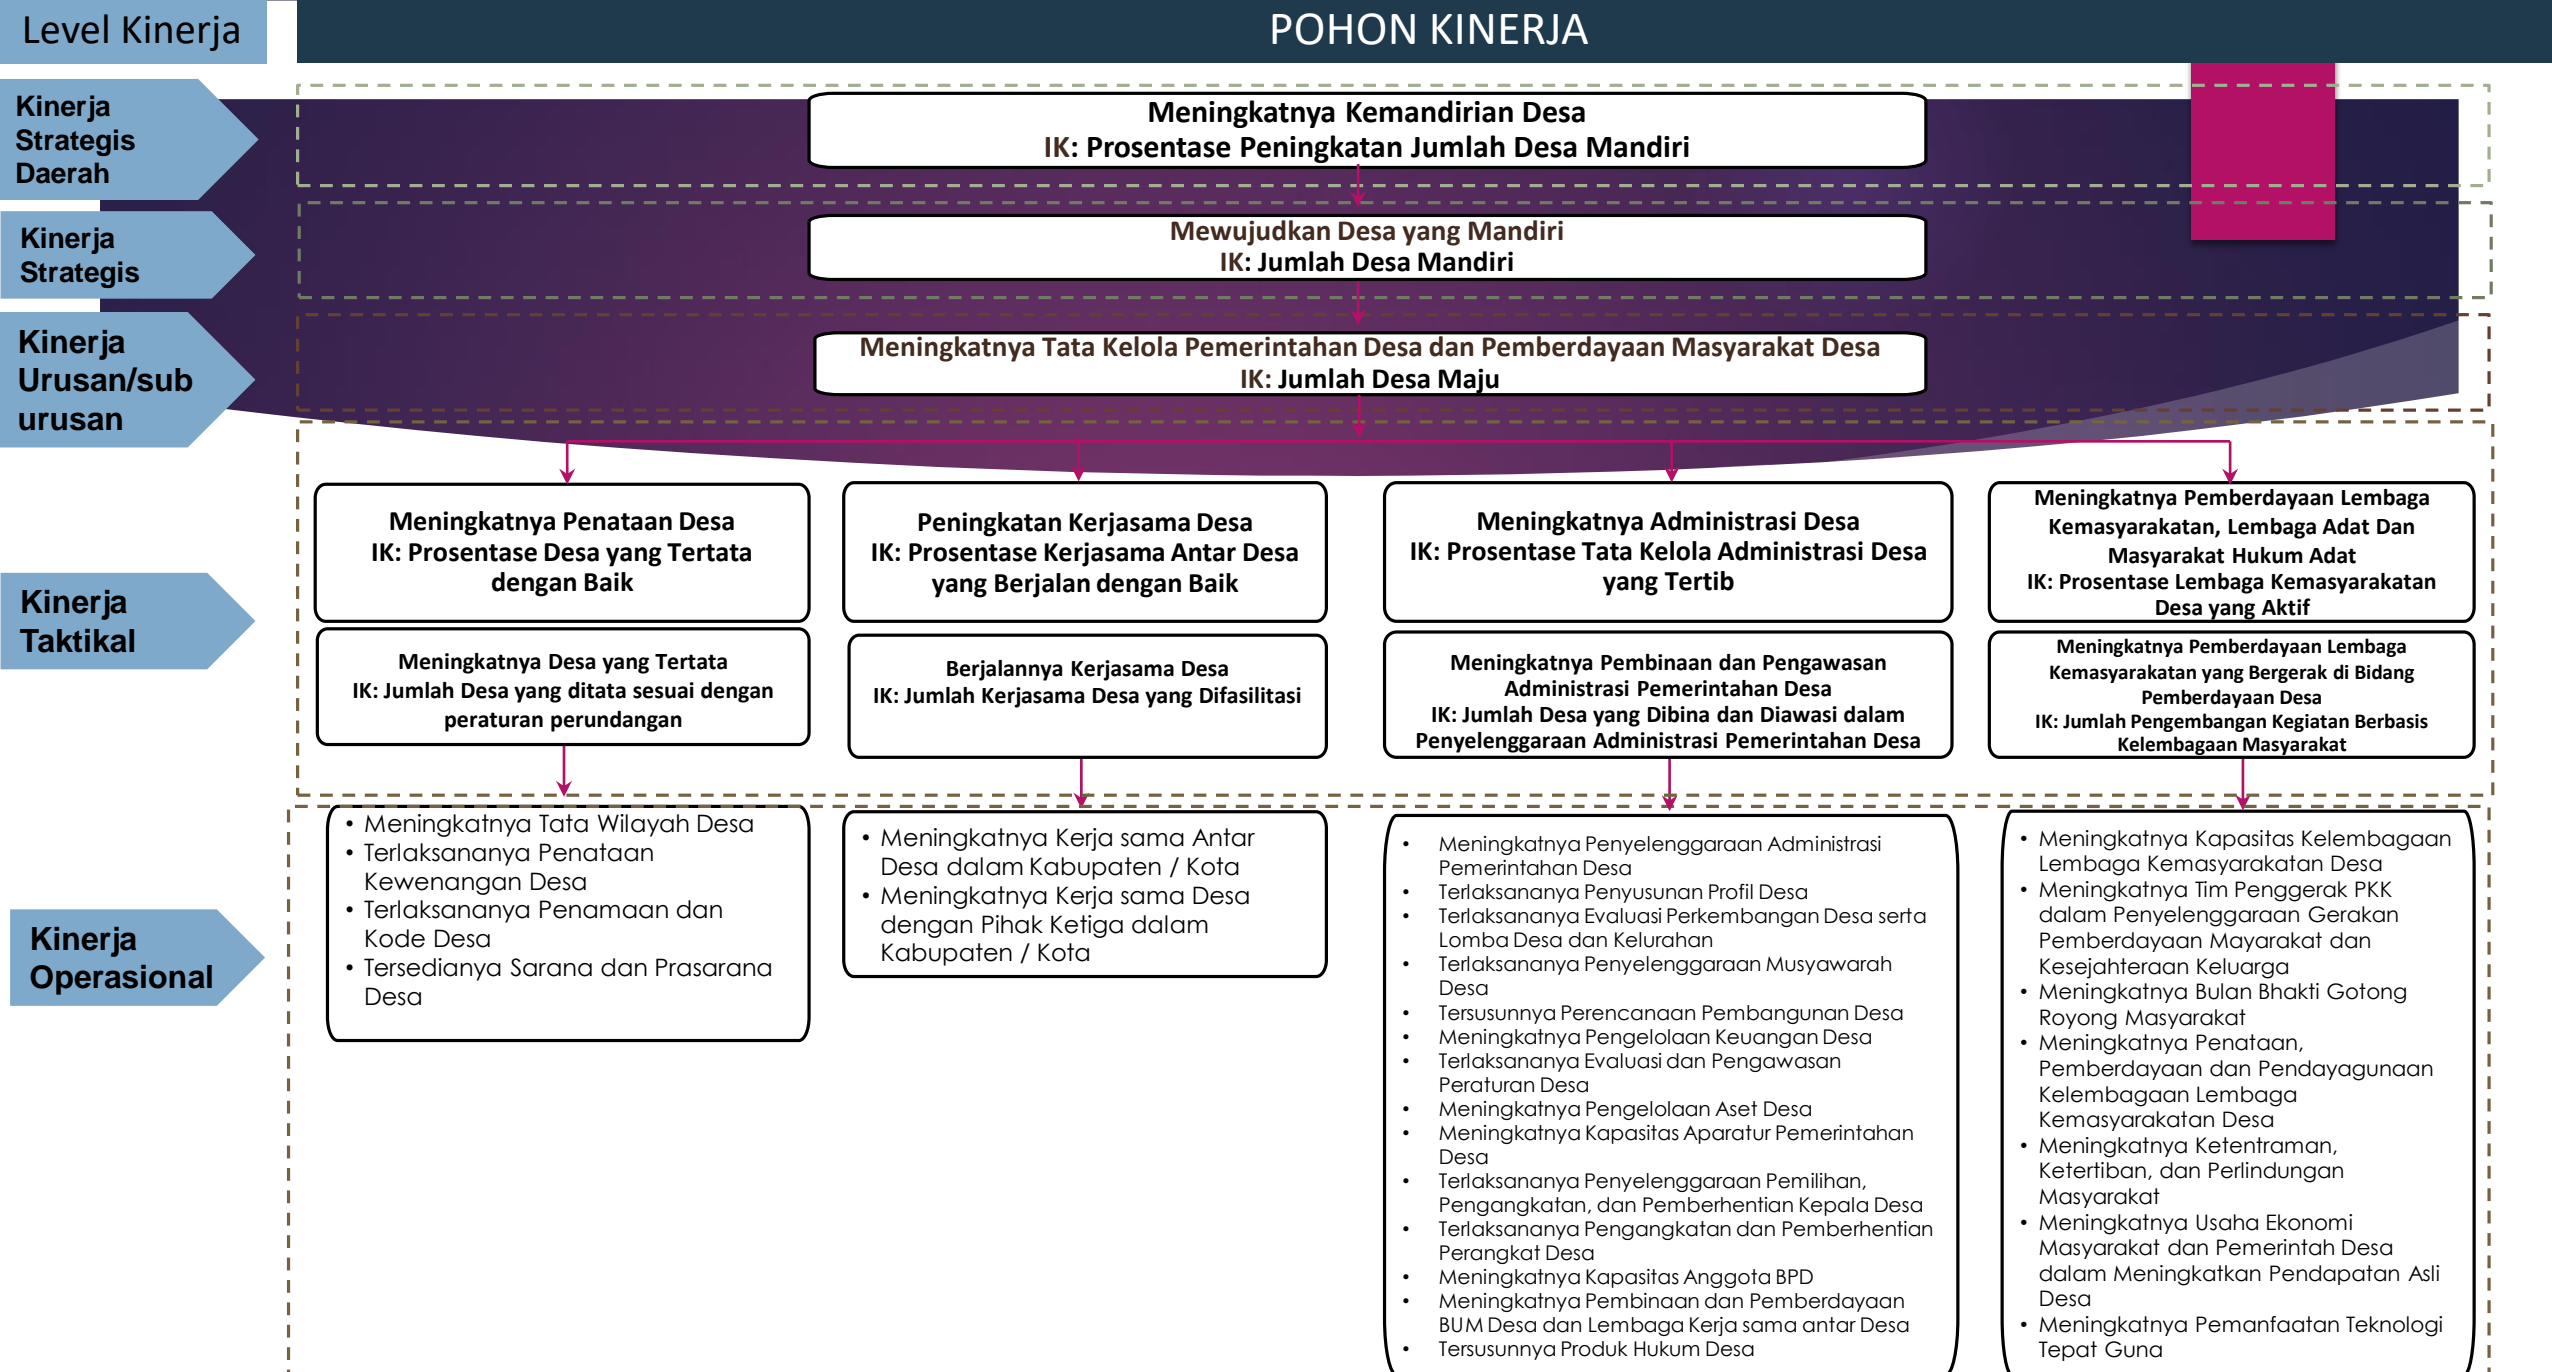 Level Kinerja
POHON KINERJA
Kinerja
Strategis
Daerah
Meningkatnya Kemandirian Desa
IK: Prosentase Peningkatan Jumlah Desa Mandiri
Kinerja
Strategis
Mewujudkan Desa yang Mandiri
IK: Jumlah Desa Mandiri
Kinerja
Urusan/sub
urusan
Meningkatnya Tata Kelola Pemerintahan Desa dan Pemberdayaan Masyarakat Desa
IK: Jumlah Desa Maju
Kinerja
Taktikal
Meningkatnya Penataan Desa
IK: Prosentase Desa yang Tertata
dengan Baik
Peningkatan Kerjasama Desa
IK: Prosentase Kerjasama Antar Desa
yang Berjalan dengan Baik
Meningkatnya Administrasi Desa
IK: Prosentase Tata Kelola Administrasi Desa
yang Tertib
Meningkatnya Pemberdayaan Lembaga
Kemasyarakatan, Lembaga Adat Dan
Masyarakat Hukum Adat
IK: Prosentase Lembaga Kemasyarakatan
Desa yang Aktif
Meningkatnya Desa yang Tertata
IK: Jumlah Desa yang ditata sesuai dengan
peraturan perundangan
Berjalannya Kerjasama Desa
IK: Jumlah Kerjasama Desa yang Difasilitasi
Meningkatnya Pembinaan dan Pengawasan
Administrasi Pemerintahan Desa
IK: Jumlah Desa yang Dibina dan Diawasi dalam
Penyelenggaraan Administrasi Pemerintahan Desa
Meningkatnya Pemberdayaan Lembaga
Kemasyarakatan yang Bergerak di Bidang
Pemberdayaan Desa
IK: Jumlah Pengembangan Kegiatan Berbasis
Kelembagaan Masyarakat
Kinerja
Operasional
• Meningkatnya Tata Wilayah Desa
• Terlaksananya Penataan
Kewenangan Desa
• Terlaksananya Penamaan dan
Kode Desa
• Tersedianya Sarana dan Prasarana
Desa
• Meningkatnya Kerja sama Antar
Desa dalam Kabupaten / Kota
• Meningkatnya Kerja sama Desa
dengan Pihak Ketiga dalam
Kabupaten / Kota
• Meningkatnya Penyelenggaraan Administrasi
Pemerintahan Desa
• Terlaksananya Penyusunan Profil Desa
• Terlaksananya Evaluasi Perkembangan Desa serta
Lomba Desa dan Kelurahan
• Terlaksananya Penyelenggaraan Musyawarah
Desa
• Tersusunnya Perencanaan Pembangunan Desa
• Meningkatnya Pengelolaan Keuangan Desa
• Terlaksananya Evaluasi dan Pengawasan
Peraturan Desa
• Meningkatnya Pengelolaan Aset Desa
• Meningkatnya Kapasitas Aparatur Pemerintahan
Desa
• Terlaksananya Penyelenggaraan Pemilihan,
Pengangkatan, dan Pemberhentian Kepala Desa
• Terlaksananya Pengangkatan dan Pemberhentian
Perangkat Desa
• Meningkatnya Kapasitas Anggota BPD
• Meningkatnya Pembinaan dan Pemberdayaan
BUM Desa dan Lembaga Kerja sama antar Desa
• Tersusunnya Produk Hukum Desa
• Meningkatnya Kapasitas Kelembagaan
Lembaga Kemasyarakatan Desa
• Meningkatnya Tim Penggerak PKK
dalam Penyelenggaraan Gerakan
Pemberdayaan Mayarakat dan
Kesejahteraan Keluarga
• Meningkatnya Bulan Bhakti Gotong
Royong Masyarakat
• Meningkatnya Penataan,
Pemberdayaan dan Pendayagunaan
Kelembagaan Lembaga
Kemasyarakatan Desa
• Meningkatnya Ketentraman,
Ketertiban, dan Perlindungan
Masyarakat
• Meningkatnya Usaha Ekonomi
Masyarakat dan Pemerintah Desa
dalam Meningkatkan Pendapatan Asli
Desa
• Meningkatnya Pemanfaatan Teknologi
Tepat Guna